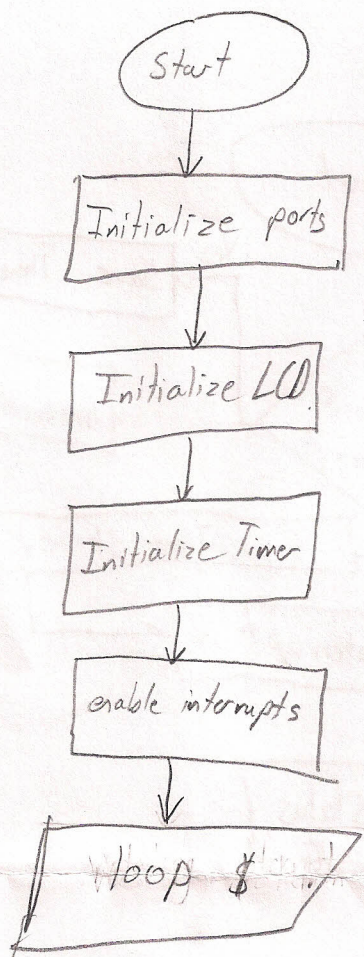 Start
Initialize ports
Initialize LCD
Initialize Timer
enable interrupts
loop $